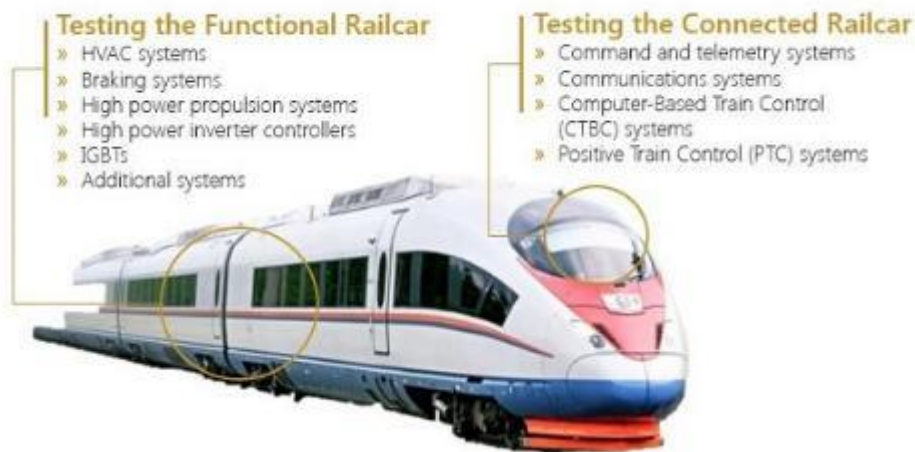 Testing the Functional Railcar
» HVAC systems
» Braking systems
» High power propulsion systems
» High power inverter controllers
» IGBTs
» Additional systems
Testing the Connected Railcar
» Command and telemetry systems
» Communications systems
» Computer-Based Train Control
(CTBC) systems
» Positive Train Control (PTC) systems